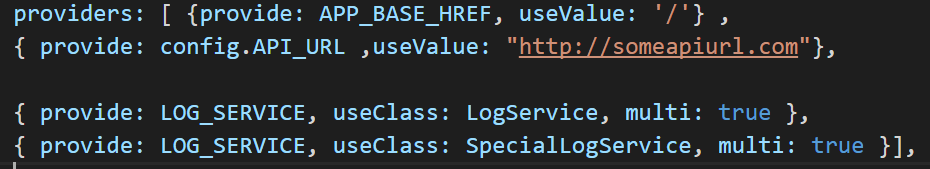 providers: [ {provide: APP_BASE_HREF, useValue: '/'} ,
{ provide: config.API_URL ,useValue: "http://someapiurl.com"},
{ provide: LOG_SERVICE, useClass: LogService, multi: true },
{ provide: LOG_SERVICE, useClass: SpecialLogService, multi: true }],